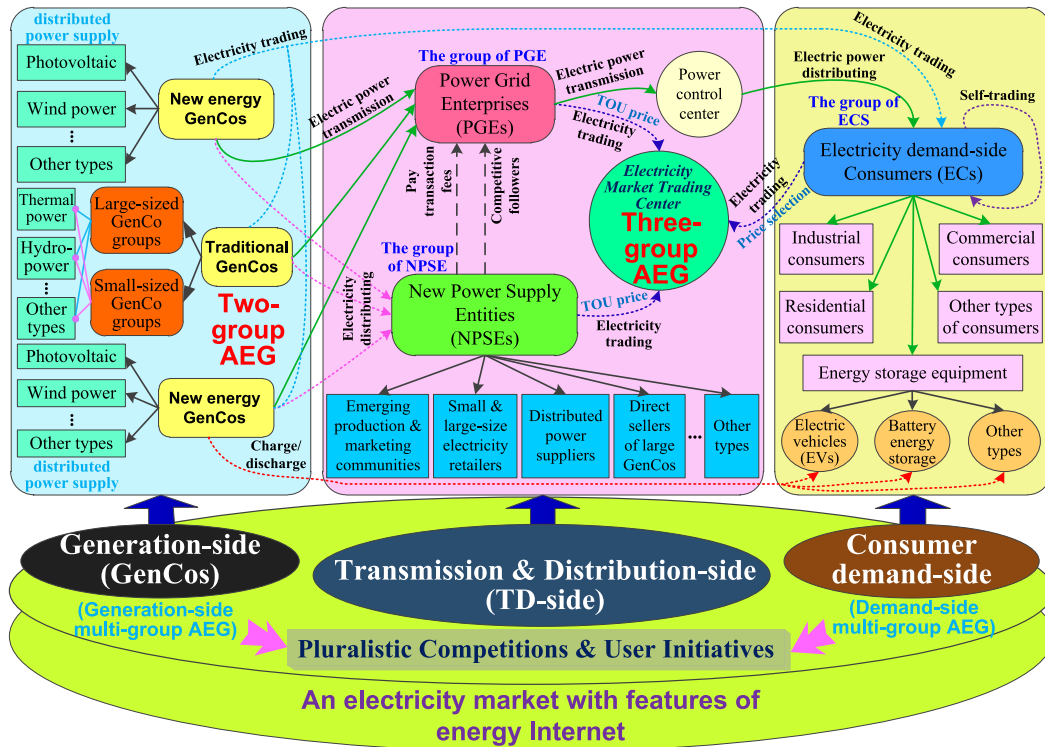 distributed
power supply
Photovoltaic
Wind power
⋮
Other types
New energy
GenCos
Electricity trading
Thermal
power
Hydro-
power
Other
types
Large-sized
GenCo
groups
Small-sized
GenCo
groups
Traditional
GenCos
Two-
group
AEG
Photovoltaic
Wind power
⋮
Other types
distributed
power supply
New energy
GenCos
Charge/
discharge
Electric power
transmission
The group of PGE
Power Grid
Enterprises
(PGEs)
Electric power
transmission
Power
control
center
TOU price
Electricity
trading
Pay
transaction
fees
Competitive
followers
Electricity
Market Trading
Center
Three-
group
AEG
The group
of NPSE
New Power Supply
Entities
(NPSEs)
TOU price
Electricity
trading
Electricity
distributing
Emerging
production &
marketing
communities
Small &
large-size
electricity
retailers
Distributed
power
suppliers
Direct
sellers
of large
GenCos
...
Other
types
Electric power
distributing
Electricity
trading
The group of
ECS
Self-trading
Electricity demand-side
Consumers (ECs)
Electricity
trading
Price selection
Industrial
consumers
Commercial
consumers
Residential
consumers
Other types
of consumers
Energy storage equipment
Electric
vehicles
(EVs)
Battery
energy
storage
Other
types
Generation-side
(GenCos)
Transmission & Distribution-side
(TD-side)
Consumer
demand-side
(Generation-side
multi-group AEG)
(Demand-side
multi-group AEG)
Pluralistic Competitions & User Initiatives
An electricity market with features of
energy Internet